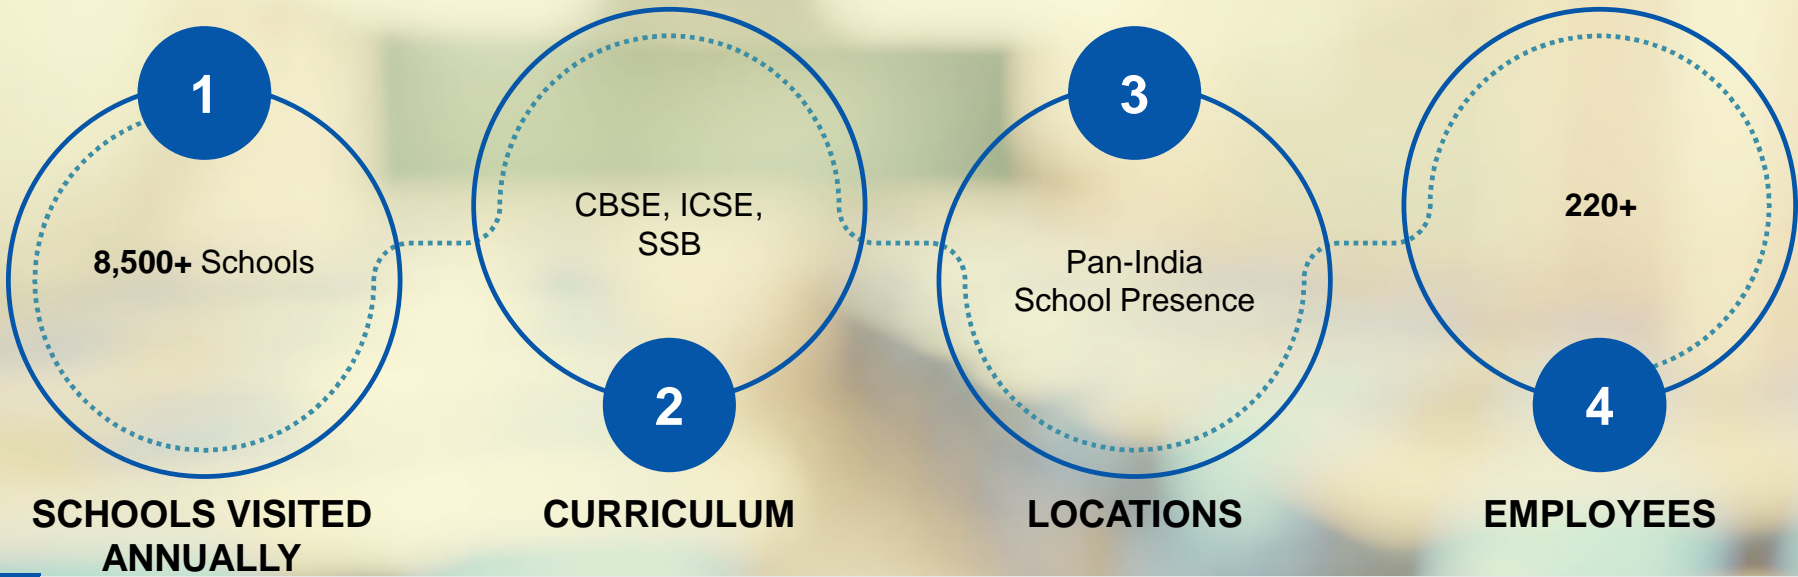 1
8,500+ Schools
SCHOOLS VISITED
ANNUALLY
CBSE, ICSE,
SSB
2
CURRICULUM
3
Pan-India
School Presence
LOCATIONS
220+
4
EMPLOYEES